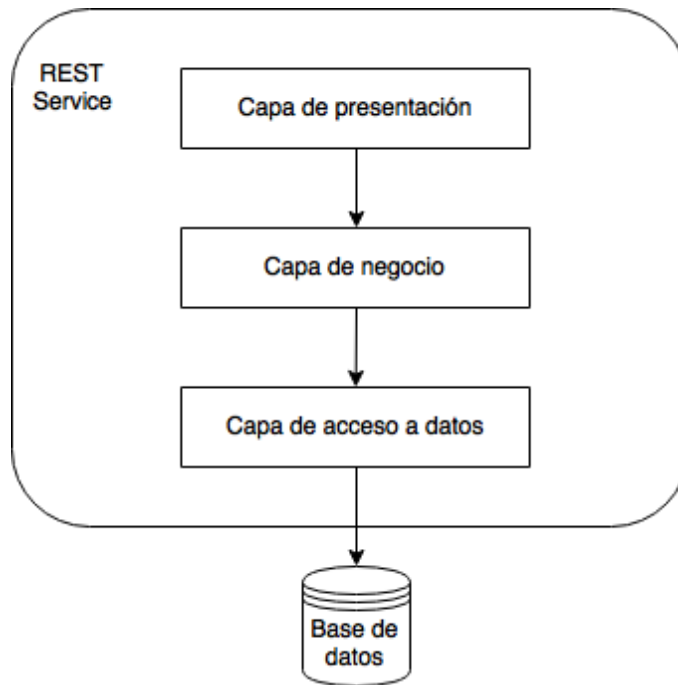 REST
Service
Capa de presentación
Capa de negocio
Capa de acceso a datos
Base de
datos